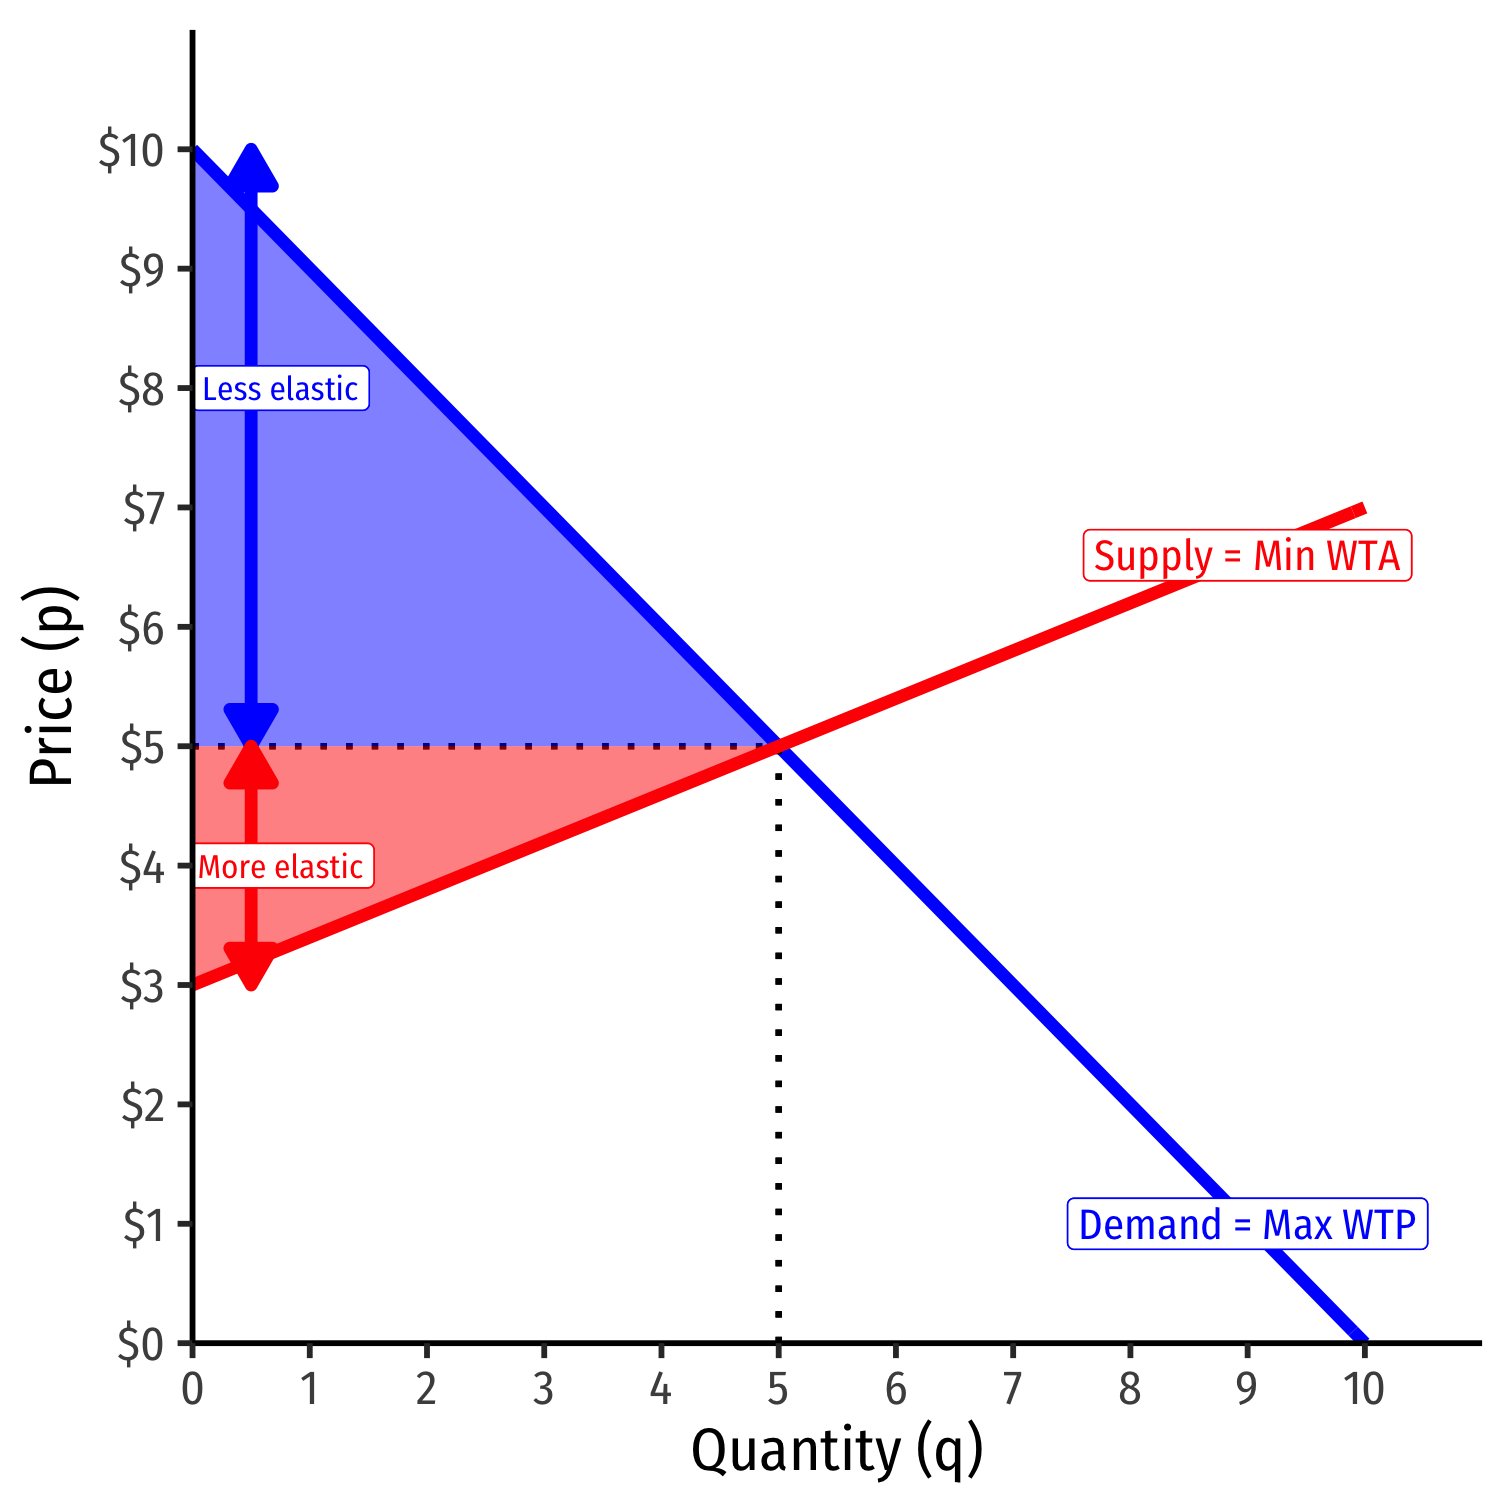 Price (p)
$10
$9
$8
$7
$6
$5
$4
$3
$2
$1
$0
Less elastic
More elastic
Supply = Min WTA
Demand = Max WTP
0 1 2 3 4 5 6 7 8 9 10
Quantity (q)